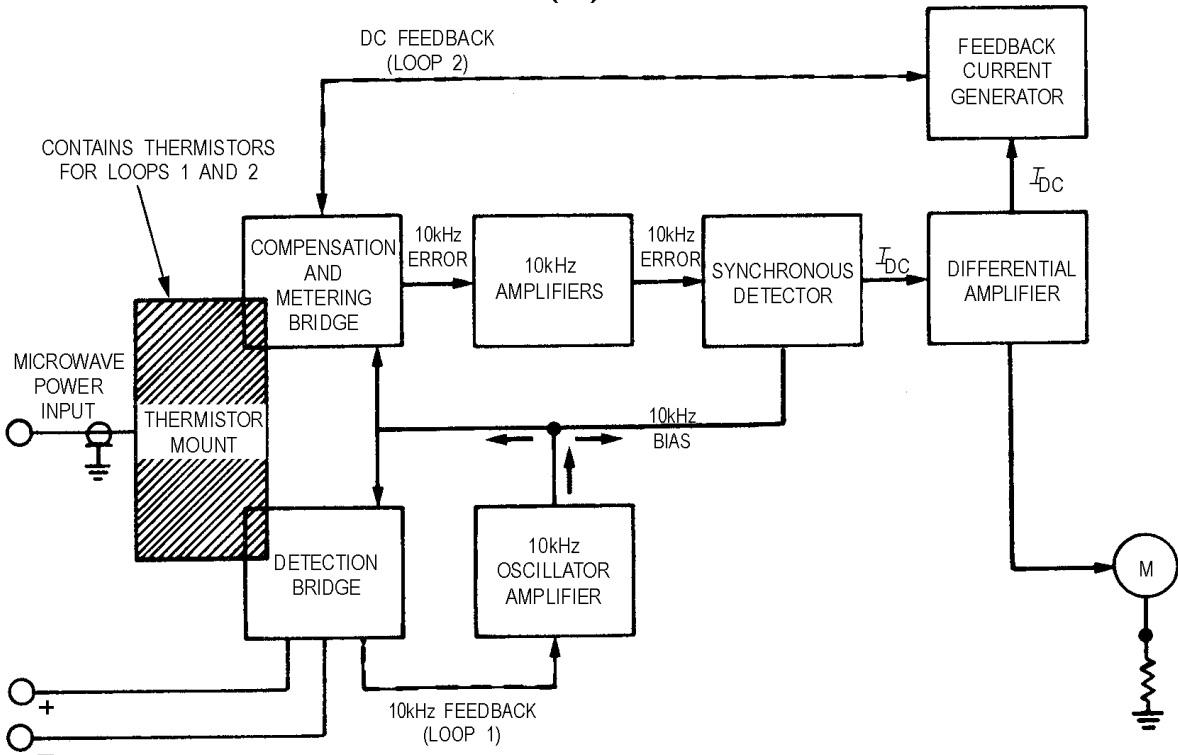 DC FEEDBACK
(LOOP 2)
FEEDBACK
CURRENT
GENERATOR
CONTAINS THERMISTORS
FOR LOOPS 1 AND 2
I DC
COMPENSATION
AND
METERING
BRIDGE
10kHz
ERROR
10kHz
AMPLIFIERS
10kHz
ERROR
SYNCHRONOUS
DETECTOR
I DC
DIFFERENTIAL
AMPLIFIER
MICROWAVE
POWER
INPUT
THERMISTOR
MOUNT
10kHz
BIAS
DETECTION
BRIDGE
10kHz
OSCILLATOR
AMPLIFIER
M
+
10kHz FEEDBACK
(LOOP 1)